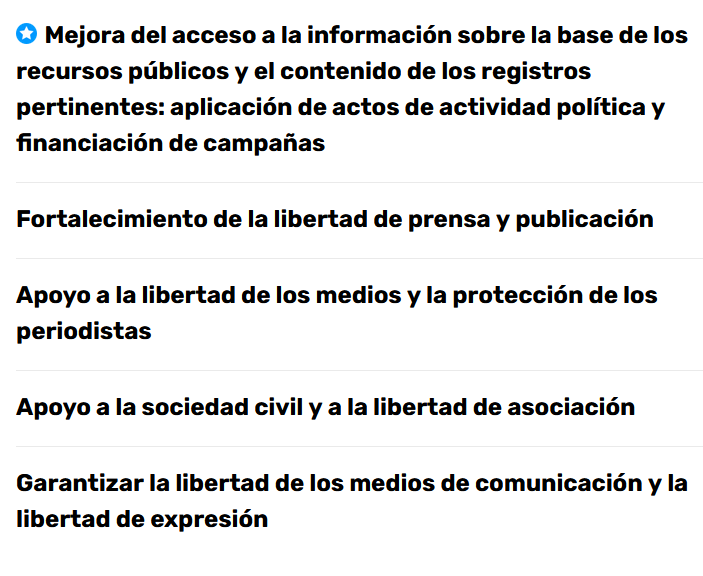 Mejora del acceso a la información sobre la base de los
recursos públicos y el contenido de los registros
pertinentes: aplicación de actos de actividad política y
financiación de campañas
Fortalecimiento de la libertad de prensa y publicación
Apoyo a la libertad de los medios y la protección de los
periodistas
Apoyo a la sociedad civil y a la libertad de asociación
Garantizar la libertad de los medios de comunicación y la
libertad de expresión